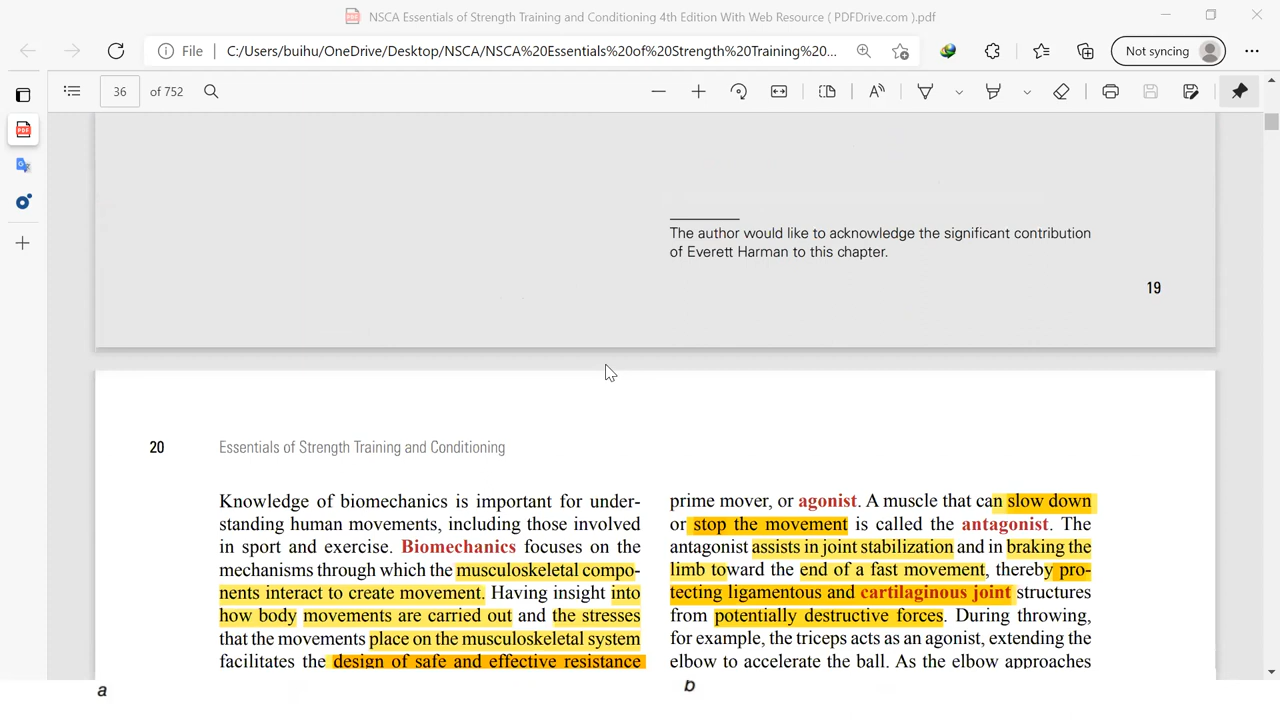 NSCA Essentials of Strength Training and Conditioning 4th Edition With Web Resource ( PDFDrive.com ).pdf
File
C:/Users/buihu/OneDrive/Desktop/NSCA/NSCA%20Essentials%20of%20Strength%20Training%20...
Not syncing
36 of 752
The author would like to acknowledge the significant contribution
of Everett Harman to this chapter.
19
20 Essentials of Strength Training and Conditioning
Knowledge of biomechanics is important for under-
standing human movements, including those involved
in sport and exercise. Biomechanics focuses on the
mechanisms through which the musculoskeletal compo-
nents interact to create movement. Having insight into
how body movements are carried out and the stresses
that the movements place on the musculoskeletal system
facilitates the design of safe and effective resistance
prime mover, or agonist. A muscle that can slow down
or stop the movement is called the antagonist. The
antagonist assists in joint stabilization and in braking the
limb toward the end of a fast movement, thereby pro-
tecting ligamentous and cartilaginous joint structures
from potentially destructive forces. During throwing,
for example, the triceps acts as an agonist, extending the
elbow to accelerate the ball. As the elbow approaches
a
b